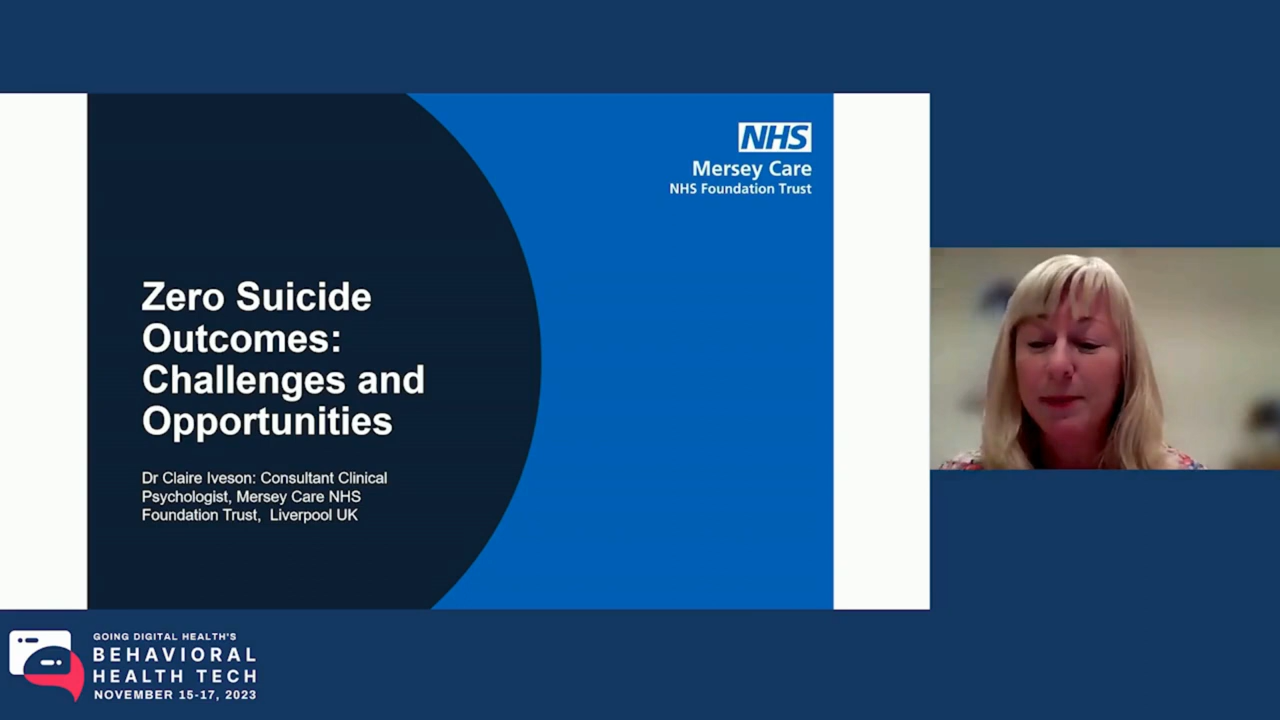 NHS
Mersey Care
NHS Foundation Trust
Zero Suicide
Outcomes:
Challenges and
Opportunities
Dr Claire Iveson: Consultant Clinical
Psychologist, Mersey Care NHS
Foundation Trust, Liverpool UK
GOING DIGITAL HEALTH'S
BEHAVIORAL
HEALTH TECH
NOVEMBER 15-17, 2023